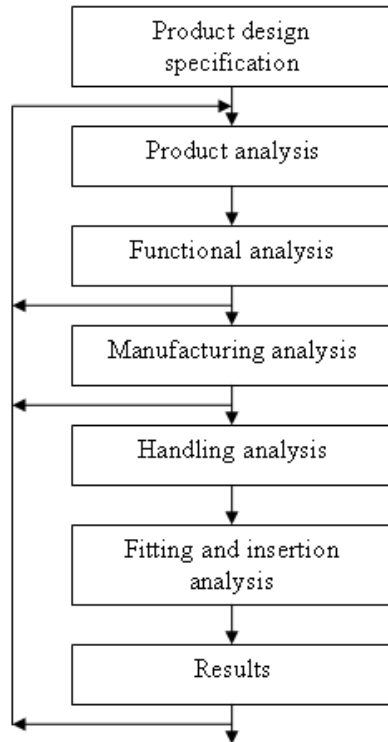 Product design
specification
Product analysis
Functional analysis
Manufacturing analysis
Handling analysis
Fitting and insertion
analysis
Results